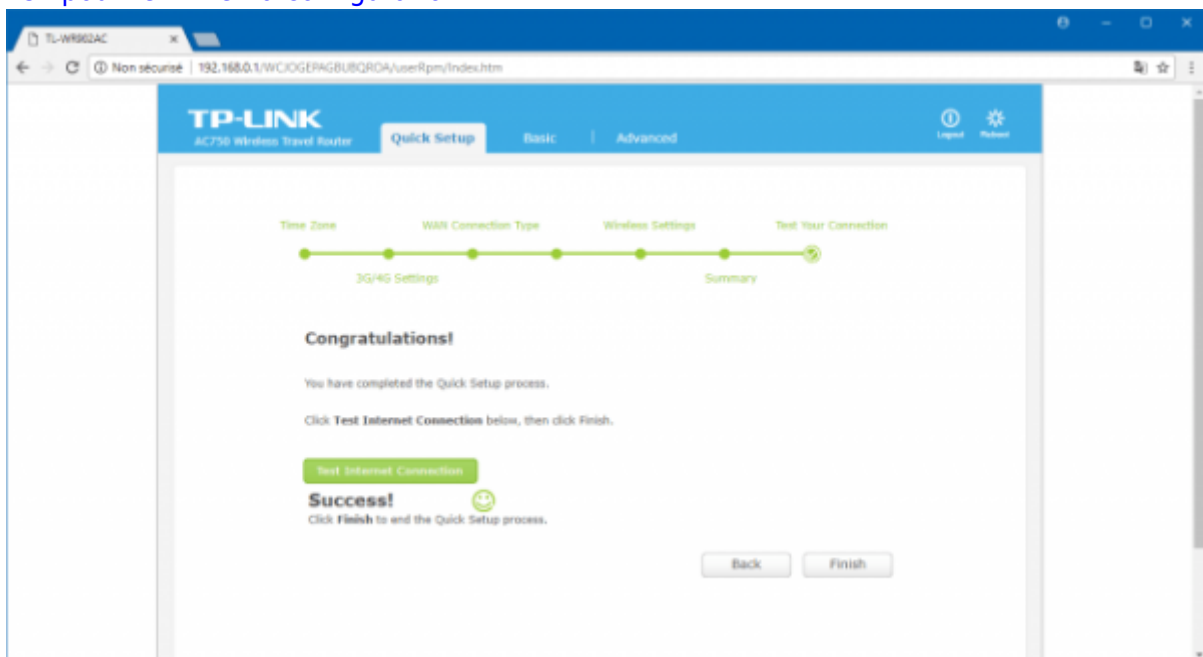 TL-WR902AC
Non sécurisé | 192.168.0.1/WCJOGEPAGBUBQROA/userRpm/Index.htm
TP-LINK
AC750 Wireless Travel Router
Quick Setup
Basic
Advanced
Logout
Reboot
Time Zone
WAN Connection Type
Wireless Settings
Test Your Connection
3G/4G Settings
Summary
Congratulations!
You have completed the Quick Setup process.
Click Test Internet Connection below, then click Finish.
Test Internet Connection
Success!
Click Finish to end the Quick Setup process.
Back
Finish